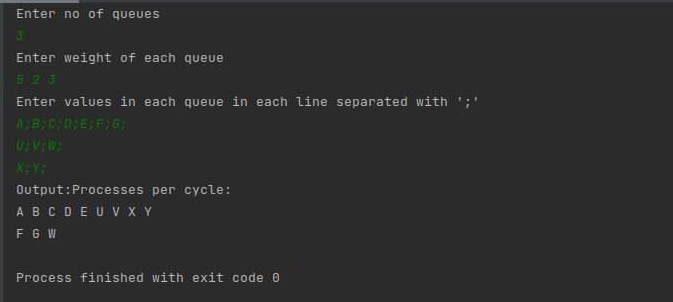 Enter no of queues
3
Enter weight of each queue
5 2 3
Enter values in each queue in each line separated with ';'
A;B;C;D;E;F;G;
U;V;W;
X;Y;
Output:Processes per cycle:
A B C D E U V X Y
F G W
Process finished with exit code 0